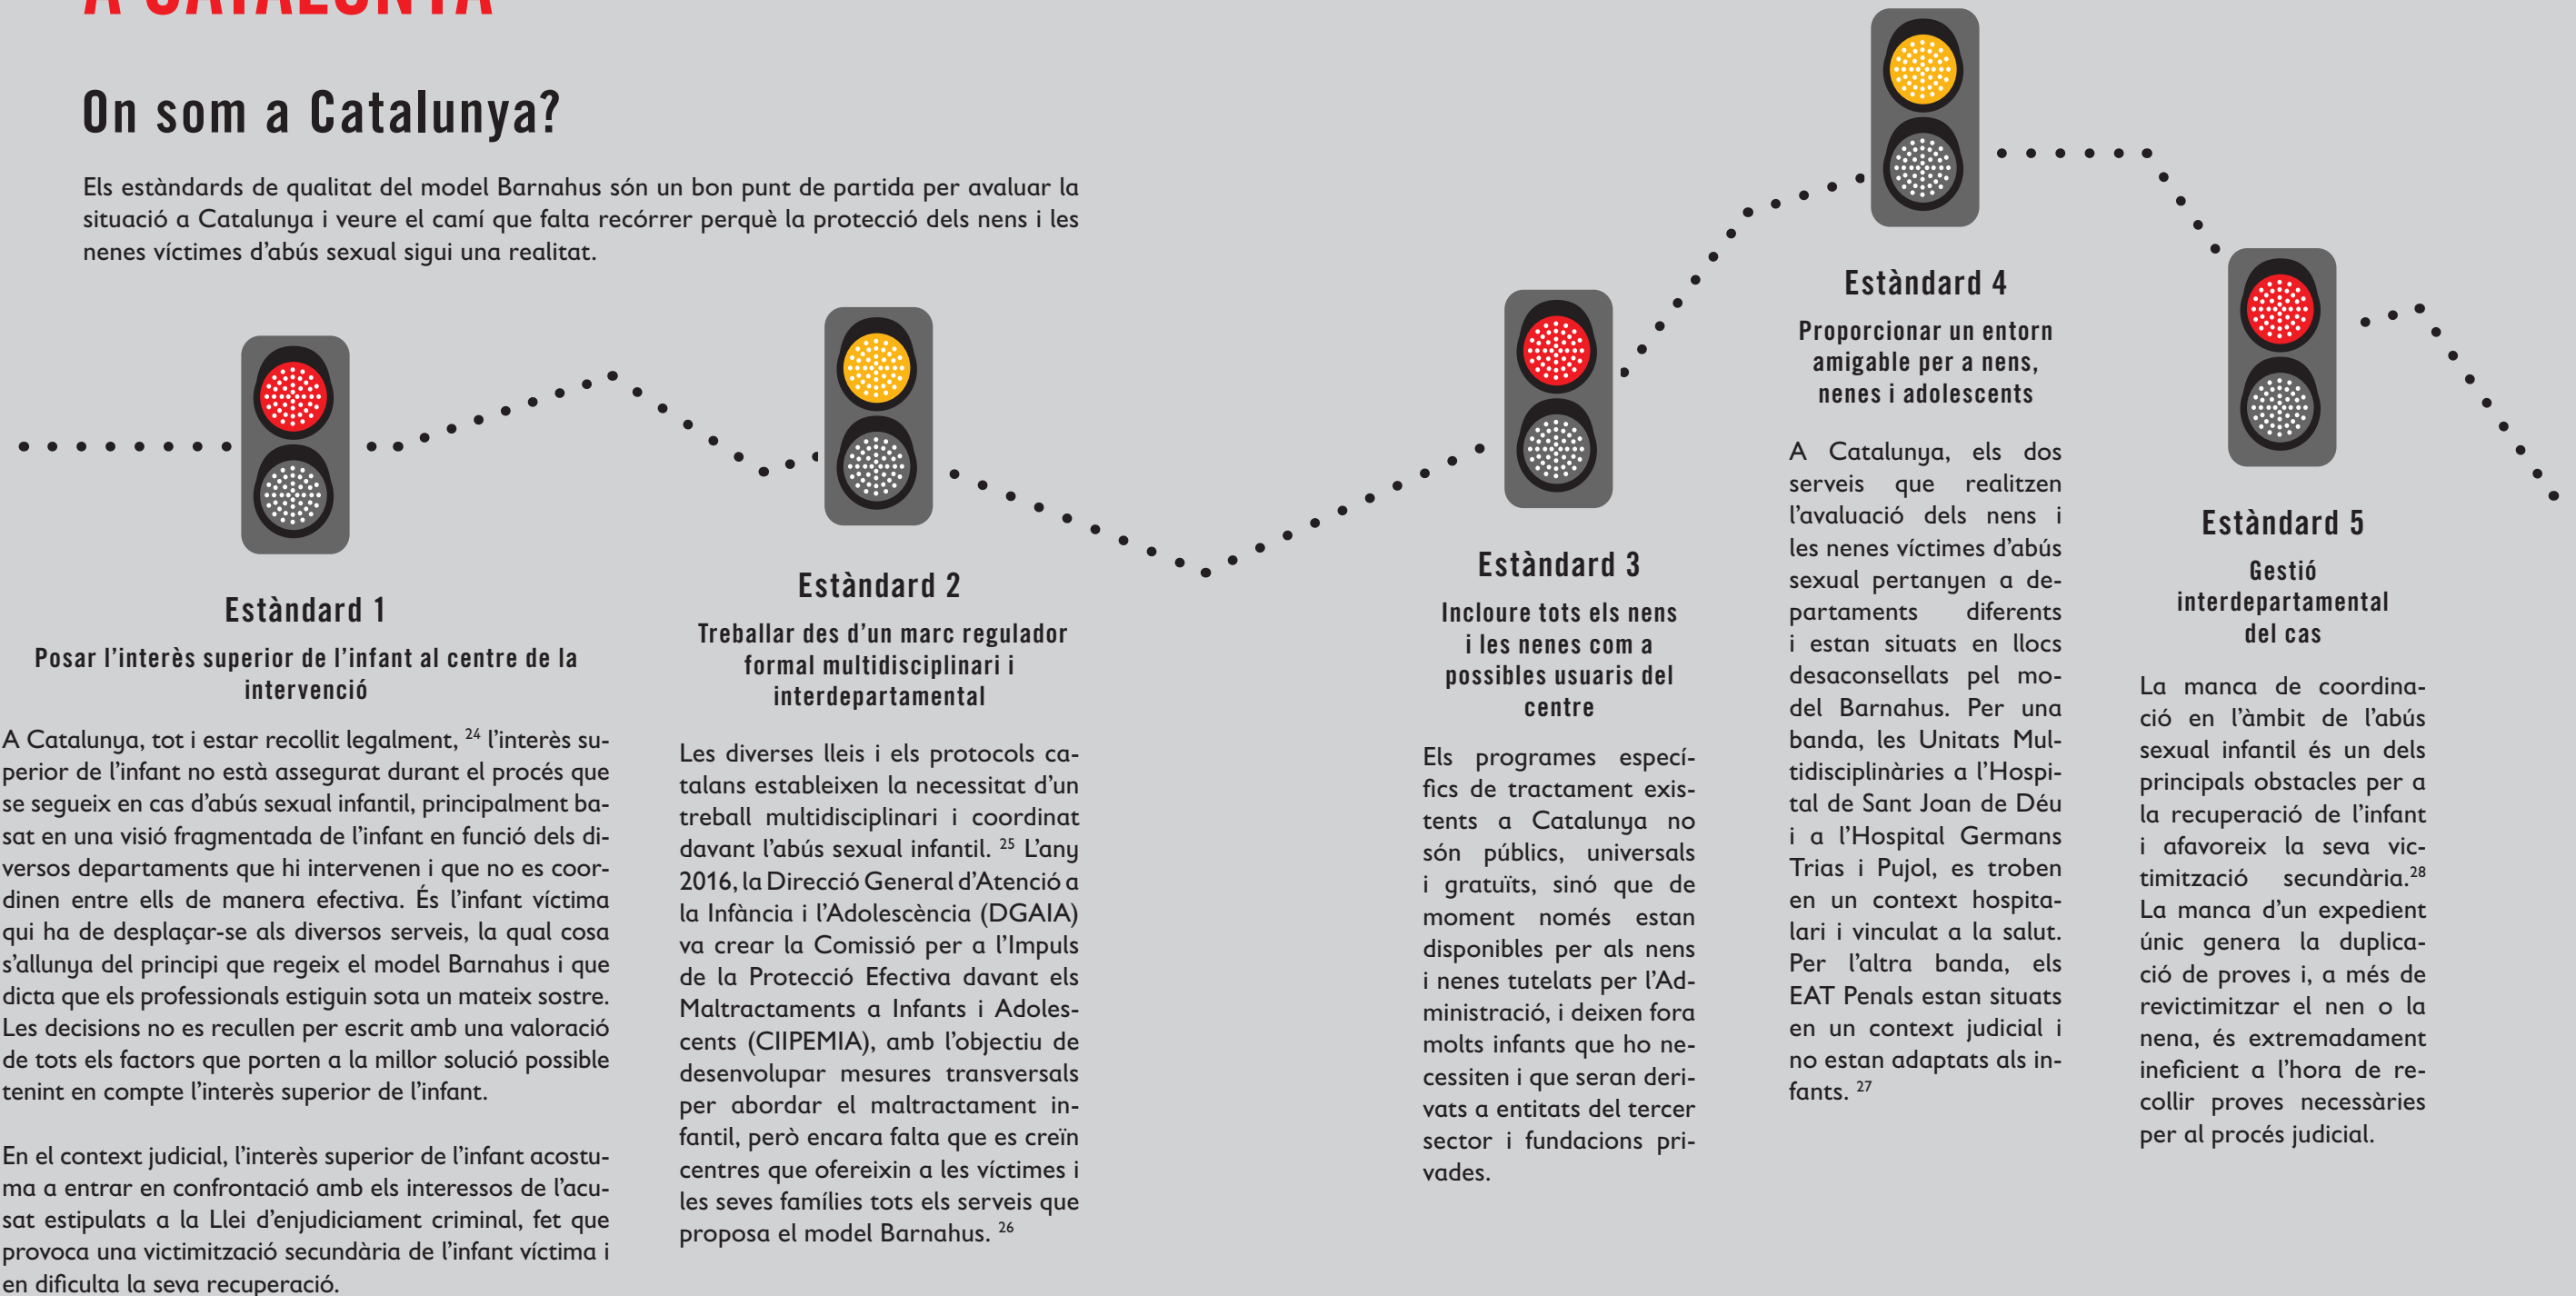 A CATALUNYA
On som a Catalunya?
Els estàndards de qualitat del model Barnahus són un bon punt de partida per avaluar la
situació a Catalunya i veure el camí que falta recórrer perquè la protecció dels nens i les
nenes víctimes d’abús sexual sigui una realitat.
Estàndard 1
Posar l’interès superior de l’infant al centre de la
intervenció
A Catalunya, tot i estar recollit legalment, 24 l’interès su-
perior de l’infant no està assegurat durant el procés que
se segueix en cas d’abús sexual infantil, principalment ba-
sat en una visió fragmentada de l’infant en funció dels di-
versos departaments que hi intervenen i que no es coor-
dinen entre ells de manera efectiva. És l’infant víctima
qui ha de desplaçar-se als diversos serveis, la qual cosa
s’allunya del principi que regeix el model Barnahus i que
dicta que els professionals estiguin sota un mateix sostre.
Les decisions no es recullen per escrit amb una valoració
de tots els factors que porten a la millor solució possible
tenint en compte l’interès superior de l’infant.
En el context judicial, l’interès superior de l’infant acostu-
ma a entrar en confrontació amb els interessos de l’acu-
sat estipulats a la Llei d’enjudiciament criminal, fet que
provoca una victimització secundària de l’infant víctima i
en dificulta la seva recuperació.
Estàndard 2
Treballar des d’un marc regulador
formal multidisciplinari i
interdepartamental
Les diverses lleis i els protocols ca-
talans estableixen la necessitat d’un
treball multidisciplinari i coordinat
davant l’abús sexual infantil. 25 L’any
2016, la Direcció General d’Atenció a
la Infància i l’Adolescència (DGAIA)
va crear la Comissió per a l’Impuls
de la Protecció Efectiva davant els
Maltractaments a Infants i Adoles-
cents (CIIPEMIA), amb l’objectiu de
desenvolupar mesures transversals
per abordar el maltractament in-
fantil, però encara falta que es creïn
centres que ofereixin a les víctimes i
les seves famílies tots els serveis que
proposa el model Barnahus. 26
Estàndard 3
Incloure tots els nens
i les nenes com a
possibles usuaris del
centre
Els programes especí-
fics de tractament exis-
tents a Catalunya no
són públics, universals
i gratuïts, sinó que de
moment només estan
disponibles per als nens
i nenes tutelats per l’Ad-
ministració, i deixen fora
molts infants que ho ne-
cessiten i que seran deri-
vats a entitats del tercer
sector i fundacions pri-
vades.
Estàndard 4
Proporcionar un entorn
amigable per a nens,
nenes i adolescents
A Catalunya, els dos
serveis que realitzen
l’avaluació dels nens i
les nenes víctimes d’abús
sexual pertanyen a de-
partaments diferents
i estan situats en llocs
desaconsellats pel mo-
del Barnahus. Per una
banda, les Unitats Mul-
tidisciplinàries a l’Hospi-
tal de Sant Joan de Déu
i a l’Hospital Germans
Trias i Pujol, es troben
en un context hospita-
lari i vinculat a la salut.
Per l’altra banda, els
EAT Penals estan situats
en un context judicial i
no estan adaptats als in-
fants. 27
Estàndard 5
Gestió
interdepartamental
del cas
La manca de coordina-
ció en l’àmbit de l’abús
sexual infantil és un dels
principals obstacles per a
la recuperació de l’infant
i afavoreix la seva vic-
timització secundària.28
La manca d’un expedient
únic genera la duplica-
ció de proves i, a més de
revictimitzar el nen o la
nena, és extremadament
ineficient a l’hora de re-
collir proves necessàries
per al procés judicial.